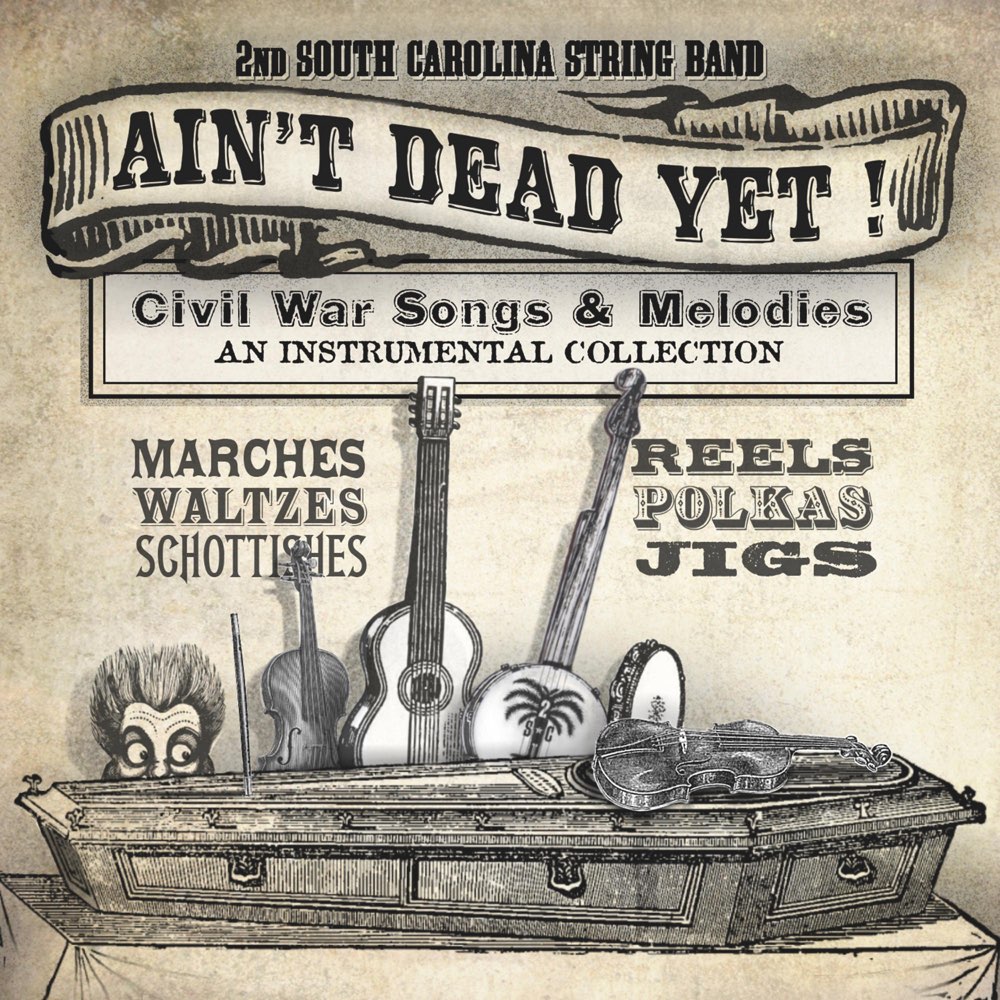 2ND SOUTH CAROLINA STRING BAND
AIN'T DEAD YET !
Civil War Songs & Melodies
AN INSTRUMENTAL COLLECTION
MARCHES
WALTZES
SCHOTTISHES
REELS
POLKAS
JIGS
2
S C